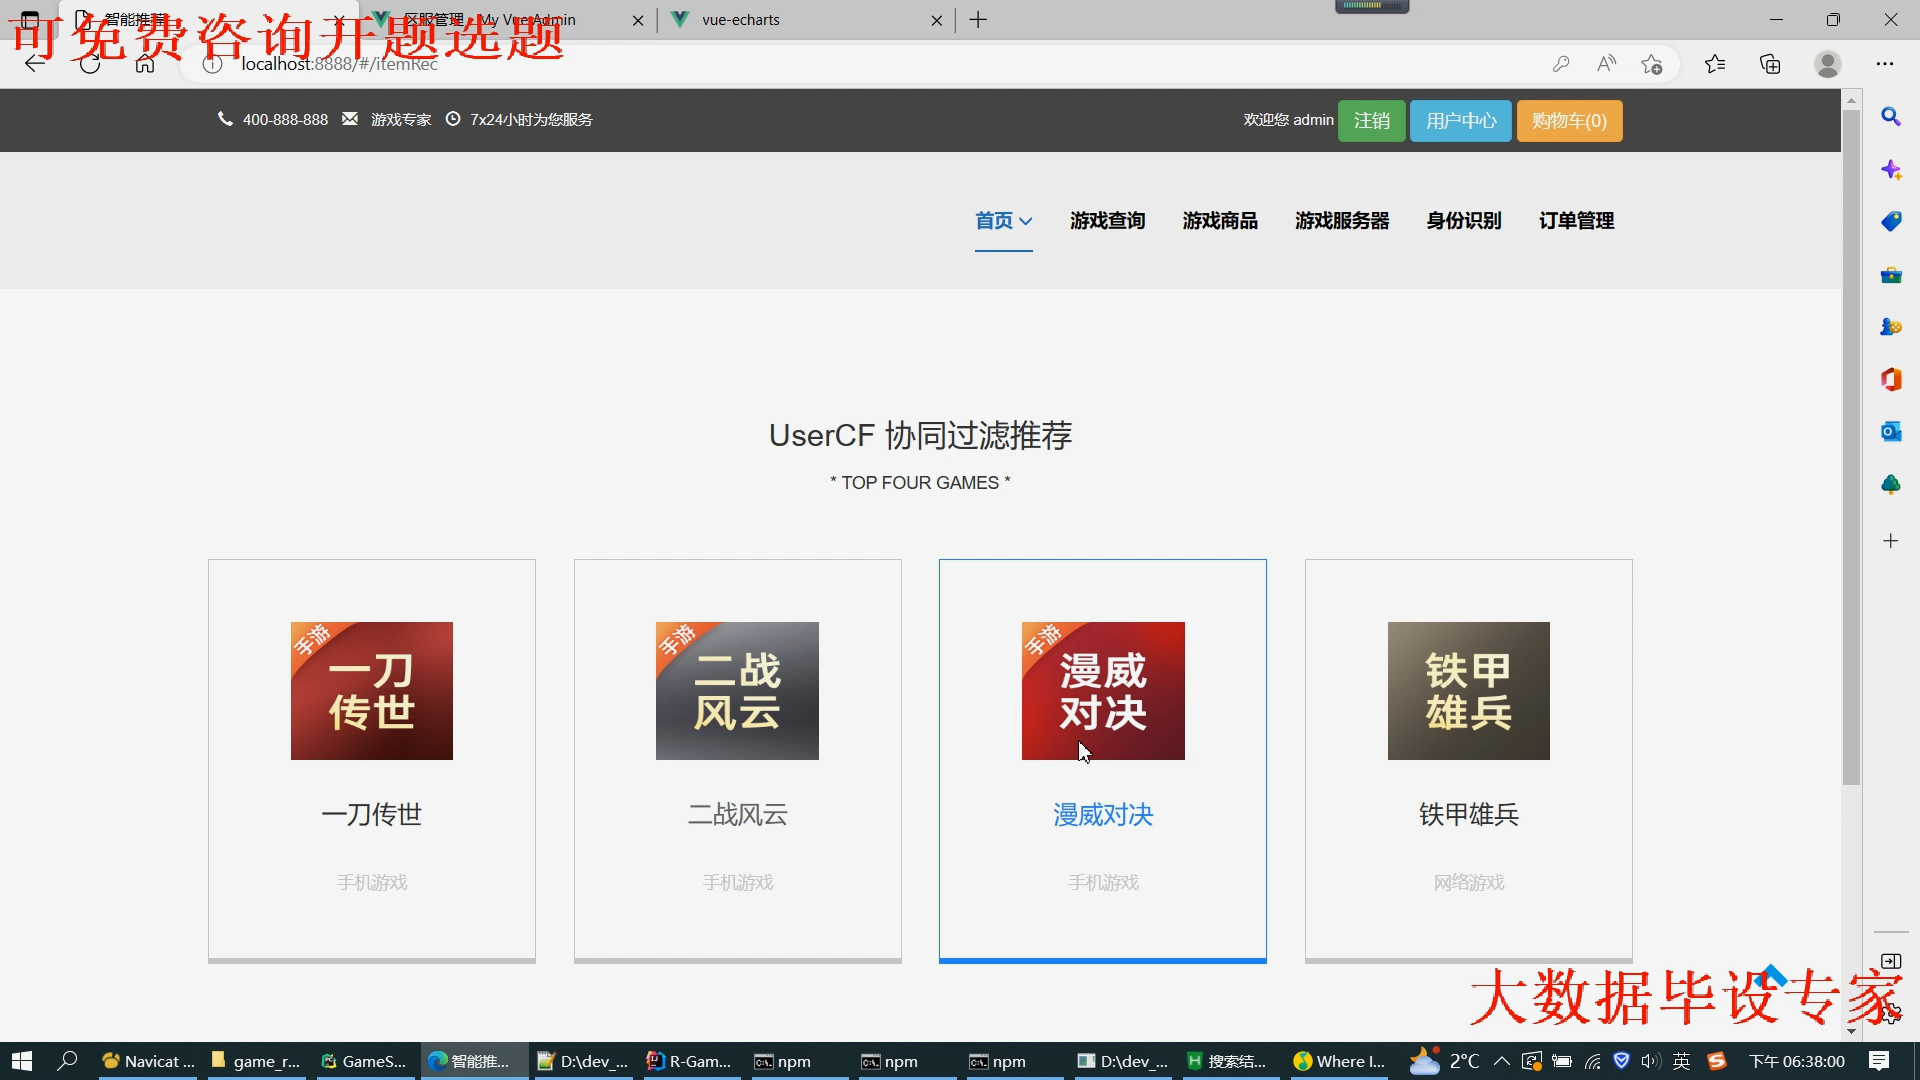 智能推荐
区服管理 - My Vue Admin
vue-echarts
可免费咨询开题选题
localhost:8888/#/itemRec
400-888-888 游戏专家 7x24小时为您服务
欢迎您 admin 注销 用户中心 购物车(0)
首页 游戏查询 游戏商品 游戏服务器 身份识别 订单管理
UserCF 协同过滤推荐
* TOP FOUR GAMES *
手游 一刀
传世
手游 二战
风云
手游 漫威
对决
铁甲
雄兵
一刀传世 二战风云 漫威对决 铁甲雄兵
手机游戏 手机游戏 手机游戏 网络游戏
大数据毕设专家
Navicat ... game_r... GameS... 智能推... D:\dev_... R-Gam... npm npm npm D:\dev_... 搜索结... Where I... 2°C 英 下午 06:38:00